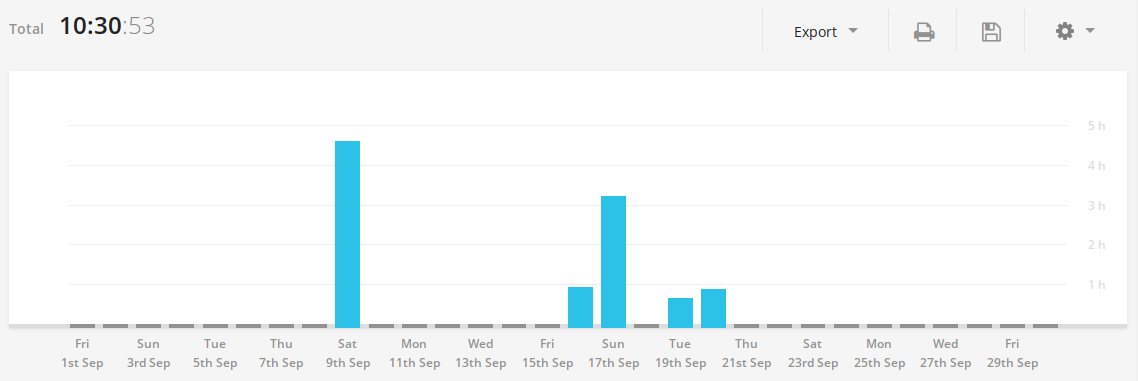 Total 10:30:53 Export
5 h
4 h
3 h
2 h
1 h
Fri Sun Tue Thu Sat Mon Wed Fri Sun Tue Thu Sat Mon Wed Fri
1st Sep 3rd Sep 5th Sep 7th Sep 9th Sep 11th Sep 13th Sep 15th Sep 17th Sep 19th Sep 21st Sep 23rd Sep 25th Sep 27th Sep 29th Sep